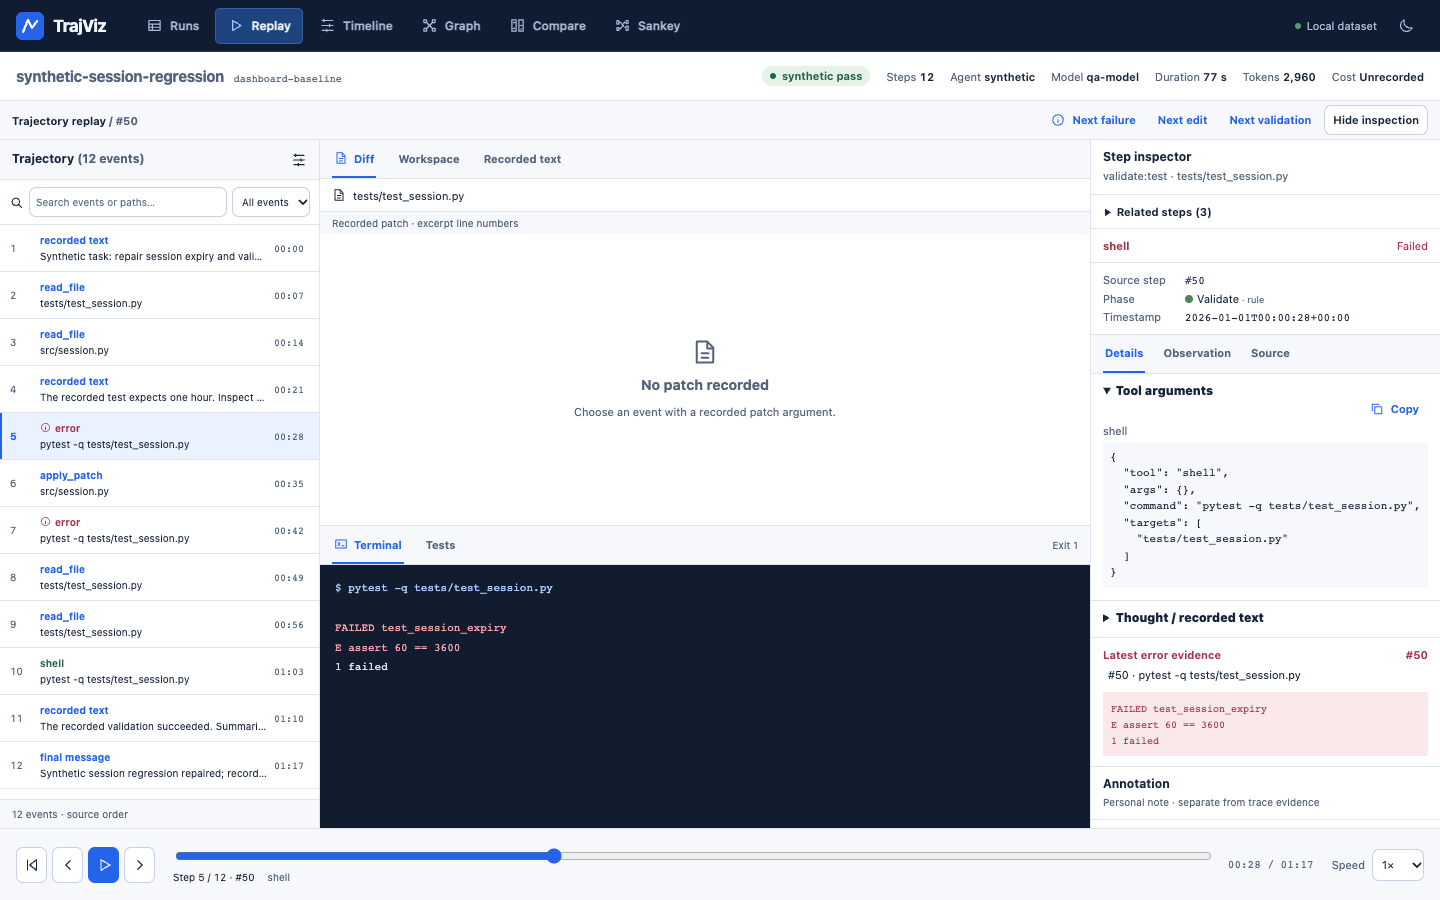 TrajViz
Runs
Replay
Timeline
Graph
Compare
Sankey
Local dataset
synthetic-session-regression dashboard-baseline
synthetic pass Steps 12 Agent synthetic Model qa-model Duration 77 s Tokens 2,960 Cost Unrecorded
Trajectory replay / #50
Next failure Next edit Next validation Hide inspection
Trajectory (12 events)
Search events or paths...
All events
1 recorded text 00:00
Synthetic task: repair session expiry and vali...
2 read_file 00:07
tests/test_session.py
3 read_file 00:14
src/session.py
4 recorded text 00:21
The recorded test expects one hour. Inspect ...
5 error 00:28
pytest -q tests/test_session.py
6 apply_patch 00:35
src/session.py
7 error 00:42
pytest -q tests/test_session.py
8 read_file 00:49
tests/test_session.py
9 read_file 00:56
tests/test_session.py
10 shell 01:03
pytest -q tests/test_session.py
11 recorded text 01:10
The recorded validation succeeded. Summari...
12 final message 01:17
Synthetic session regression repaired; record...
12 events · source order
Diff Workspace Recorded text
tests/test_session.py
Recorded patch · excerpt line numbers
No patch recorded
Choose an event with a recorded patch argument.
Terminal Tests Exit 1
$ pytest -q tests/test_session.py
FAILED test_session_expiry
E assert 60 == 3600
1 failed
Step inspector
validate:test · tests/test_session.py
Related steps (3)
shell Failed
Source step #50
Phase Validate · rule
Timestamp 2026-01-01T00:00:28+00:00
Details Observation Source
Tool arguments
Copy
shell
{
"tool": "shell",
"args": {},
"command": "pytest -q tests/test_session.py",
"targets": [
"tests/test_session.py"
]
}
Thought / recorded text
Latest error evidence #50
#50 · pytest -q tests/test_session.py
FAILED test_session_expiry
E assert 60 == 3600
1 failed
Annotation
Personal note · separate from trace evidence
Step 5 / 12 · #50 shell
00:28 / 01:17 Speed 1×